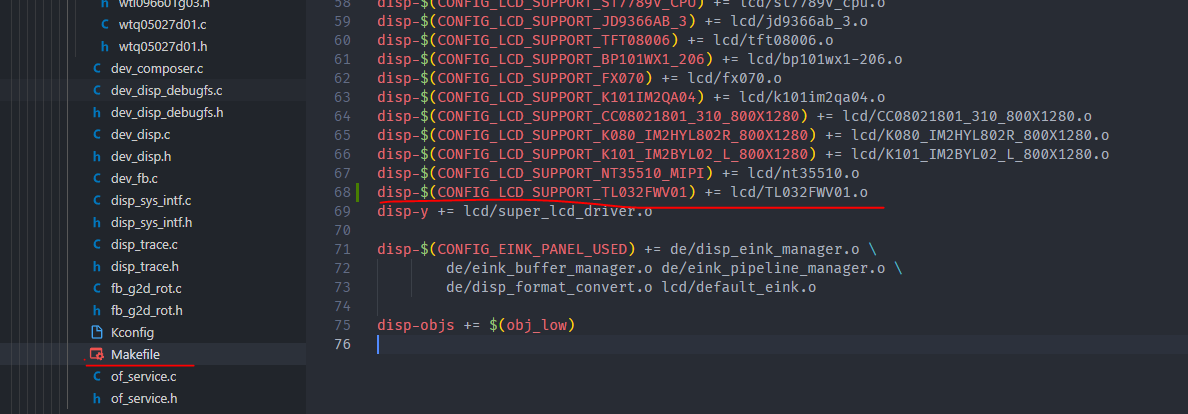 wtl096601g03.h
wtq05027d01.c
wtq05027d01.h
dev_composer.c
dev_disp_debugfs.c
dev_disp_debugfs.h
dev_disp.c
dev_disp.h
dev_fb.c
disp_sys_intf.c
disp_sys_intf.h
disp_trace.c
disp_trace.h
fb_g2d_rot.c
fb_g2d_rot.h
Kconfig
Makefile
of_service.c
of_service.h
58 disp-$(CONFIG_LCD_SUPPORT_ST7789V_CPU) += lcd/st7789v_cpu.o
59 disp-$(CONFIG_LCD_SUPPORT_JD9366AB_3) += lcd/jd9366ab_3.o
60 disp-$(CONFIG_LCD_SUPPORT_TFT08006) += lcd/tft08006.o
61 disp-$(CONFIG_LCD_SUPPORT_BP101WX1_206) += lcd/bp101wx1-206.o
62 disp-$(CONFIG_LCD_SUPPORT_FX070) += lcd/fx070.o
63 disp-$(CONFIG_LCD_SUPPORT_K101IM2QA04) += lcd/k101im2qa04.o
64 disp-$(CONFIG_LCD_SUPPORT_CC08021801_310_800X1280) += lcd/CC08021801_310_800X1280.o
65 disp-$(CONFIG_LCD_SUPPORT_K080_IM2HYL802R_800X1280) += lcd/K080_IM2HYL802R_800X1280.o
66 disp-$(CONFIG_LCD_SUPPORT_K101_IM2BYL02_L_800X1280) += lcd/K101_IM2BYL02_L_800X1280.o
67 disp-$(CONFIG_LCD_SUPPORT_NT35510_MIPI) += lcd/nt35510.o
68 disp-$(CONFIG_LCD_SUPPORT_TL032FWV01) += lcd/TL032FWV01.o
69 disp-y += lcd/super_lcd_driver.o
70
71 disp-$(CONFIG_EINK_PANEL_USED) += de/disp_eink_manager.o \
72 de/eink_buffer_manager.o de/eink_pipeline_manager.o \
73 de/disp_format_convert.o lcd/default_eink.o
74
75 disp-objs += $(obj_low)
76